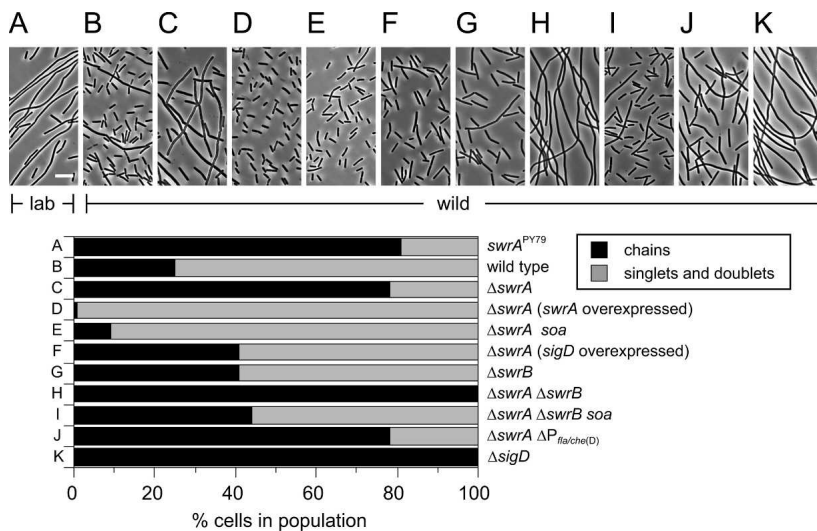 A B C D E F G H I J K
lab wild
A swrA^PY79
B wild type
C ΔswrA
D ΔswrA (swrA overexpressed)
E ΔswrA soa
F ΔswrA (sigD overexpressed)
G ΔswrB
H ΔswrA ΔswrB
I ΔswrA ΔswrB soa
J ΔswrA ΔP_fla/che(D)
K ΔsigD
chains
singlets and doublets
0 20 40 60 80 100
% cells in population